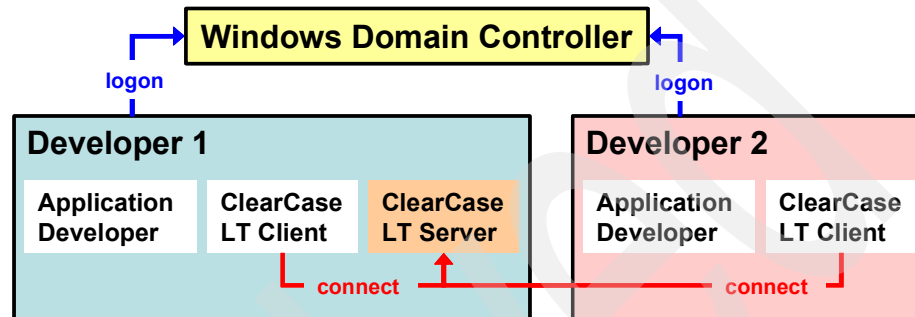 Windows Domain Controller
logon
logon
Developer 1
Developer 2
Application
Developer
ClearCase
LT Client
ClearCase
LT Server
Application
Developer
ClearCase
LT Client
connect
connect